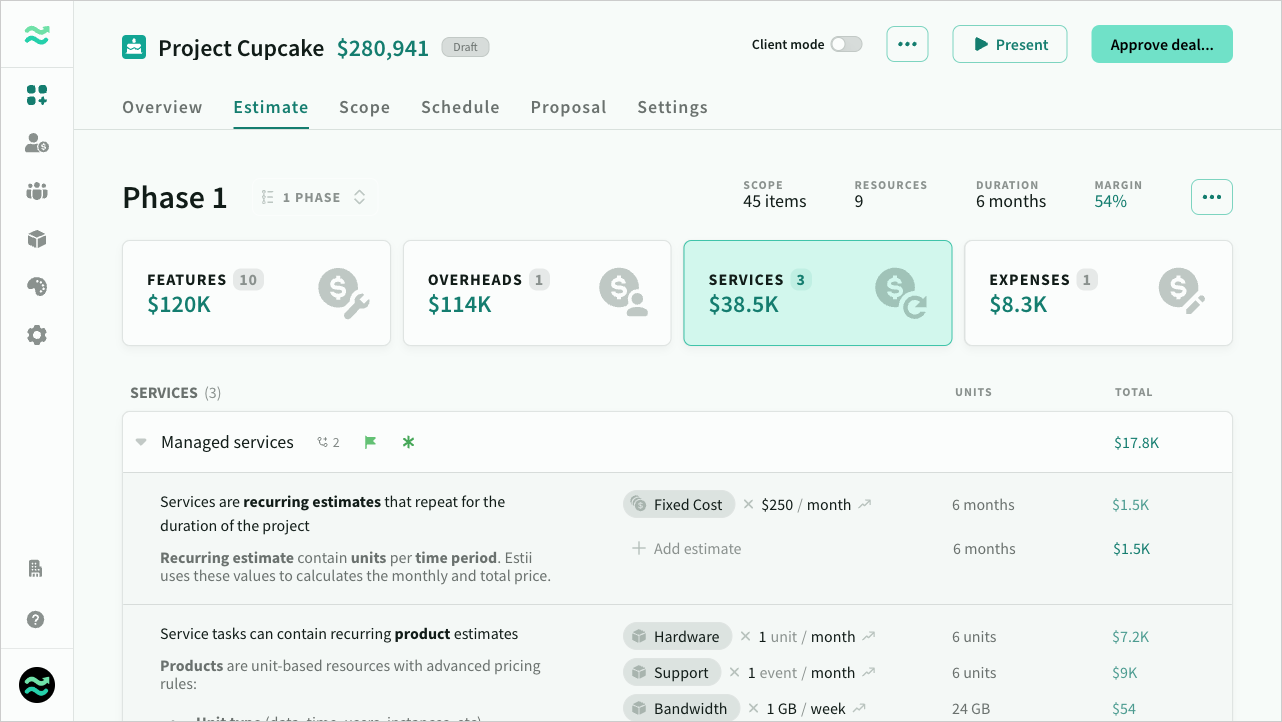 Project Cupcake $280,941 Draft
Client mode
Present
Approve deal...
Overview Estimate Scope Schedule Proposal Settings
Phase 1
1 PHASE
SCOPE
45 items
RESOURCES
9
DURATION
6 months
MARGIN
54%
FEATURES 10
$120K
OVERHEADS 1
$114K
SERVICES 3
$38.5K
EXPENSES 1
$8.3K
SERVICES (3) UNITS TOTAL
Managed services 2 $17.8K
Services are recurring estimates that repeat for the
duration of the project
Recurring estimate contain units per time period. Estii
uses these values to calculates the monthly and total price.
Fixed Cost × $250 / month 6 months $1.5K
Add estimate 6 months $1.5K
Service tasks can contain recurring product estimates
Products are unit-based resources with advanced pricing
rules:
Unit type (data, time, users, instances, etc)
Hardware × 1 unit / month 6 units $7.2K
Support × 1 event / month 6 units $9K
Bandwidth × 1 GB / week 24 GB $54